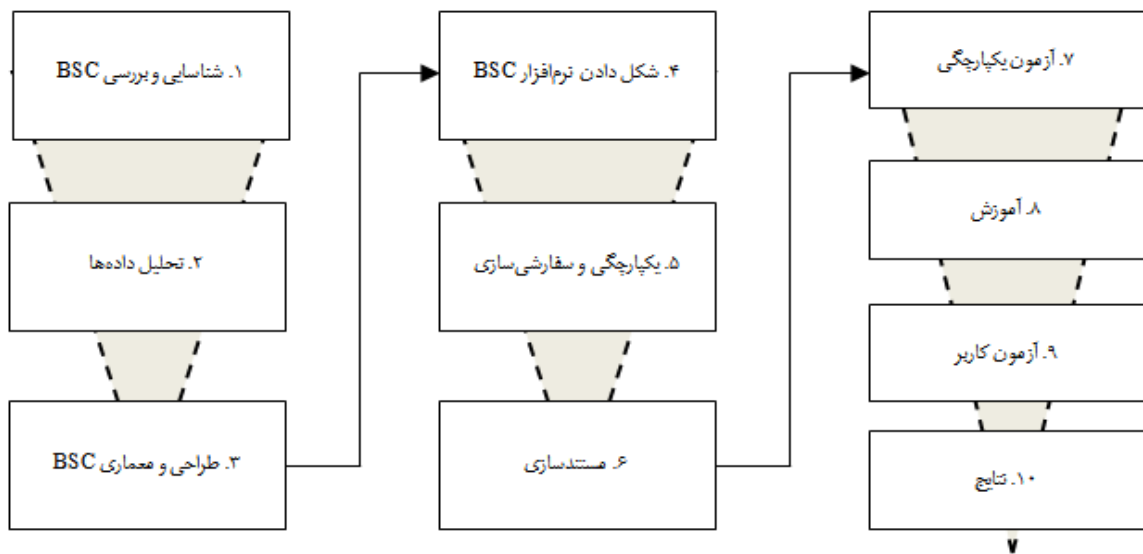 ۱. شناسایی و بررسی BSC
۲. تحلیل داده‌ها
۳. طراحی و معماری BSC
۴. شکل دادن نرم‌افزار BSC
۵. یکپارچگی و سفارشی‌سازی
۶. مستندسازی
۷. آزمون یکپارچگی
۸. آموزش
۹. آزمون کاربر
۱۰. نتایج